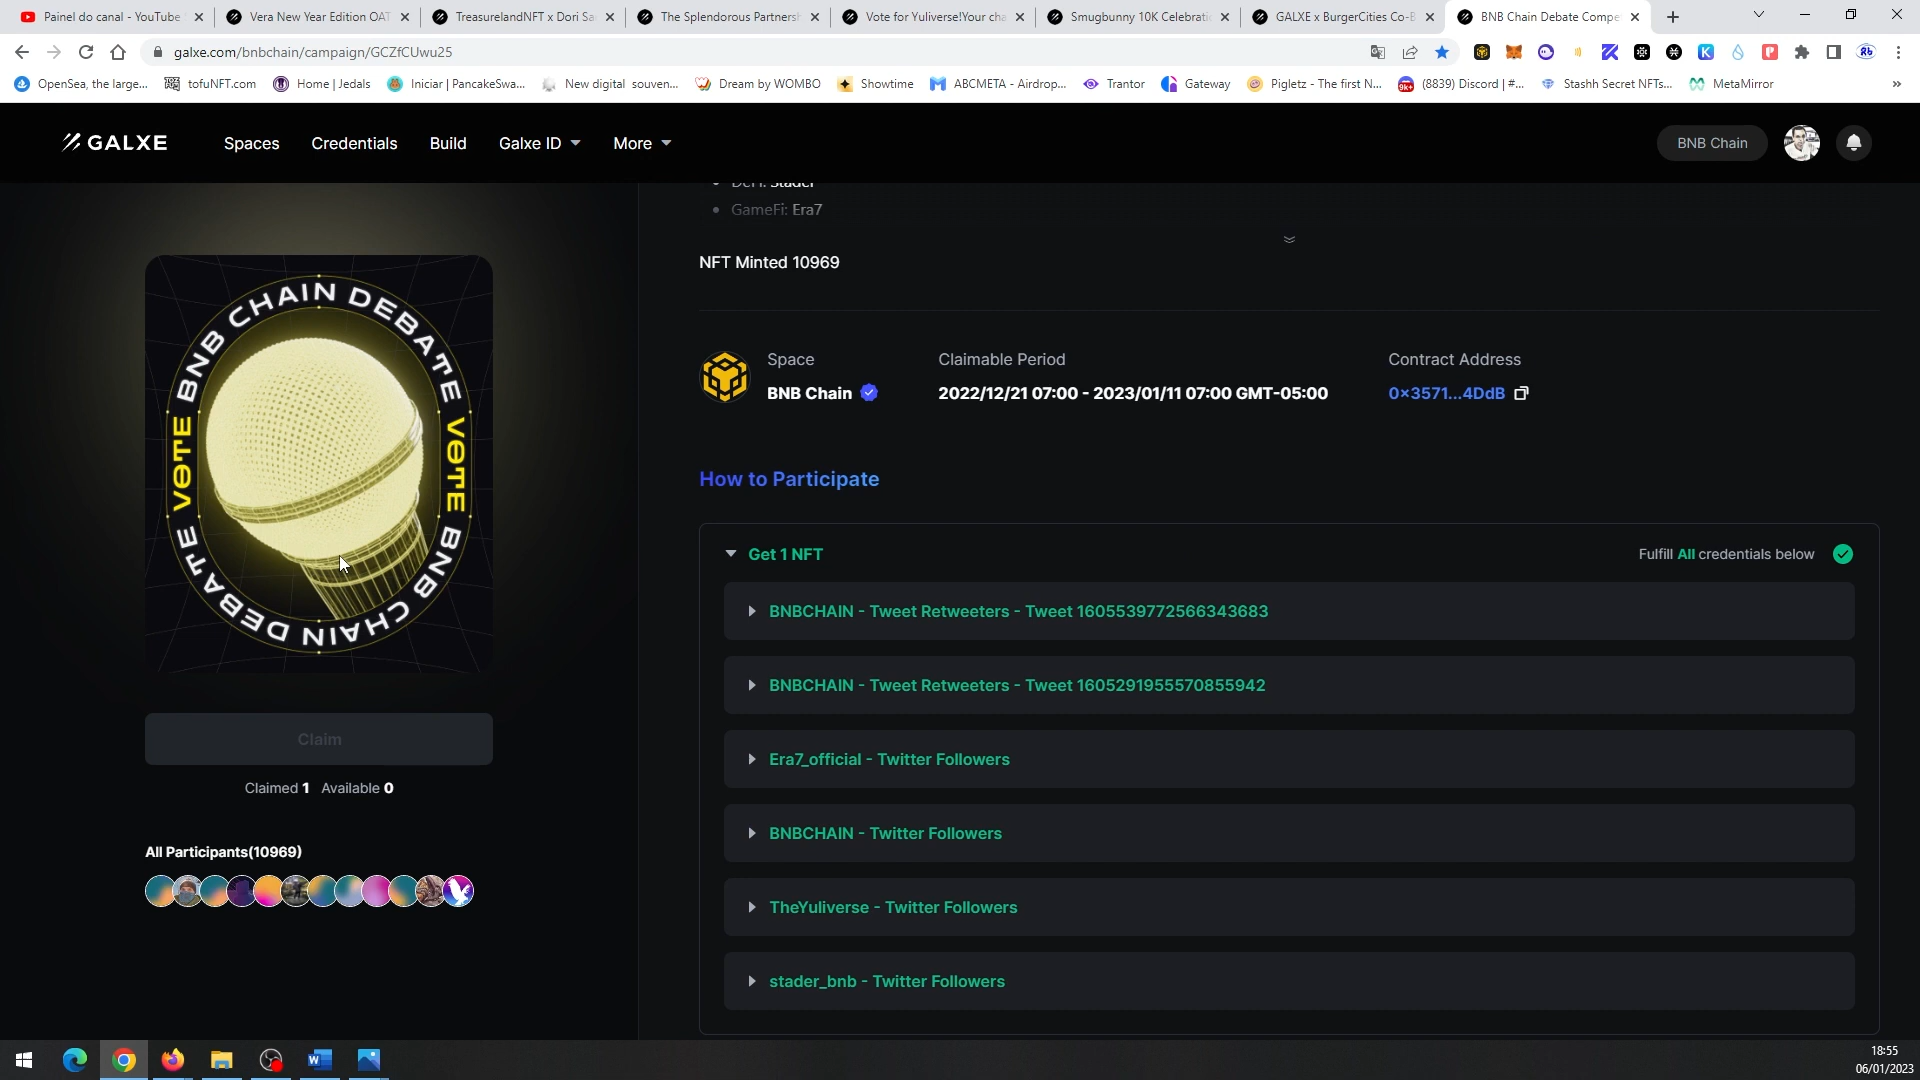 Painel do canal - YouTube
Vera New Year Edition OAT
TreasurelandNFT x Dori Sa
The Splendorous Partnersh
Vote for Yuliverse!Your cha
Smugbunny 10K Celebrati
GALXE x BurgerCities Co-B
BNB Chain Debate Compe
galxe.com/bnbchain/campaign/GCZfCUwu25
OpenSea, the large...
tofuNFT.com
Home | Jedals
Iniciar | PancakeSwa...
New digital souven...
Dream by WOMBO
Showtime
ABCMETA - Airdrop...
Trantor
Gateway
Pigletz - The first N...
9k+
(8839) Discord | #...
Stashh Secret NFTs...
MetaMirror
GALXE
Spaces
Credentials
Build
Galxe ID
More
BNB Chain
DeFi: Stader
GameFi: Era7
NFT Minted 10969
BNB CHAIN DEBATE VOTE BNB CHAIN DEBATE VOTE
Space
BNB Chain
Claimable Period
2022/12/21 07:00 - 2023/01/11 07:00 GMT-05:00
Contract Address
0x3571...4DdB
How to Participate
Get 1 NFT
Fulfill All credentials below
BNBCHAIN - Tweet Retweeters - Tweet 1605539772566343683
BNBCHAIN - Tweet Retweeters - Tweet 1605291955570855942
Era7_official - Twitter Followers
BNBCHAIN - Twitter Followers
TheYuliverse - Twitter Followers
stader_bnb - Twitter Followers
Claim
Claimed 1 Available 0
All Participants(10969)
18:55
06/01/2023